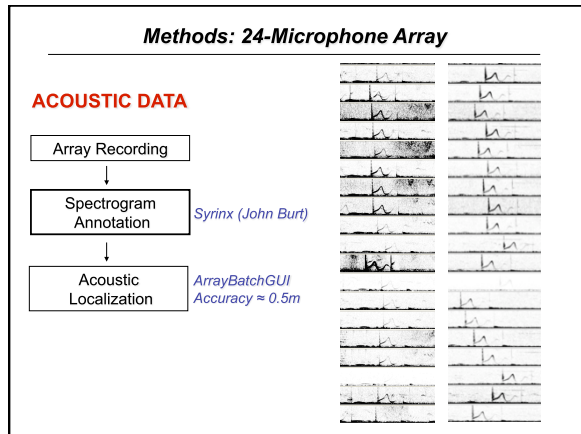 Methods: 24-Microphone Array
ACOUSTIC DATA
Array Recording
Spectrogram
Annotation
Syrinx (John Burt)
Acoustic
Localization
ArrayBatchGUI
Accuracy ≈ 0.5m